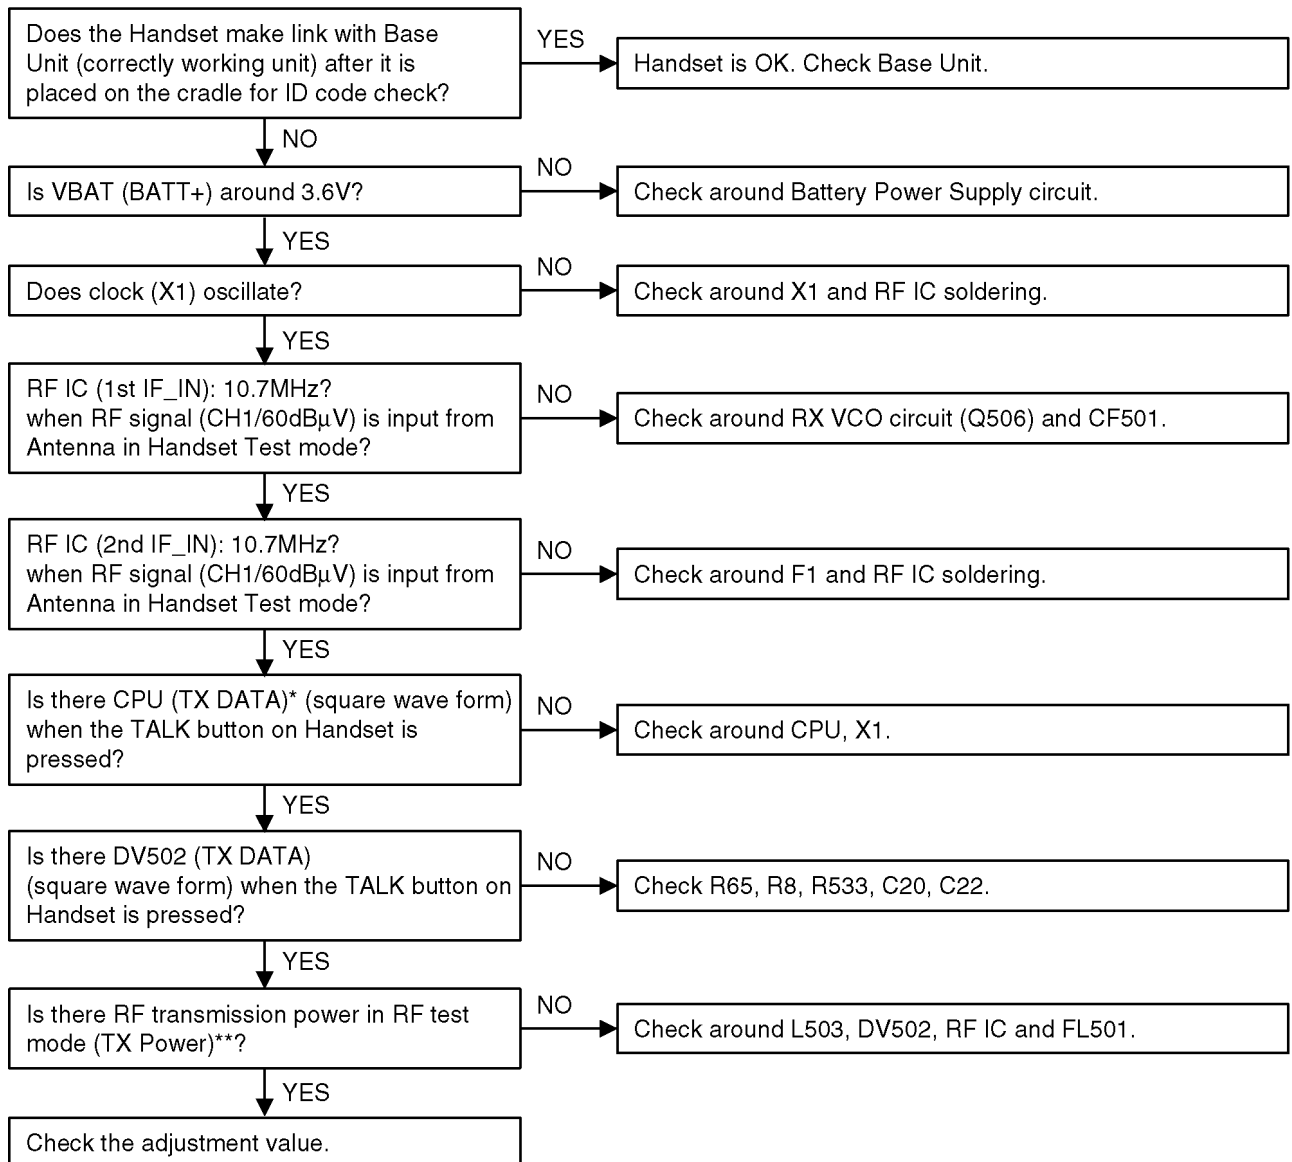 Does the Handset make link with Base
Unit (correctly working unit) after it is
placed on the cradle for ID code check?
YES
Handset is OK. Check Base Unit.
NO
Is VBAT (BATT+) around 3.6V?
NO
Check around Battery Power Supply circuit.
YES
Does clock (X1) oscillate?
NO
Check around X1 and RF IC soldering.
YES
RF IC (1st IF_IN): 10.7MHz?
when RF signal (CH1/60dBµV) is input from
Antenna in Handset Test mode?
NO
Check around RX VCO circuit (Q506) and CF501.
YES
RF IC (2nd IF_IN): 10.7MHz?
when RF signal (CH1/60dBµV) is input from
Antenna in Handset Test mode?
NO
Check around F1 and RF IC soldering.
YES
Is there CPU (TX DATA)* (square wave form)
when the TALK button on Handset is
pressed?
NO
Check around CPU, X1.
YES
Is there DV502 (TX DATA)
(square wave form) when the TALK button on
Handset is pressed?
NO
Check R65, R8, R533, C20, C22.
YES
Is there RF transmission power in RF test
mode (TX Power)**?
NO
Check around L503, DV502, RF IC and FL501.
YES
Check the adjustment value.